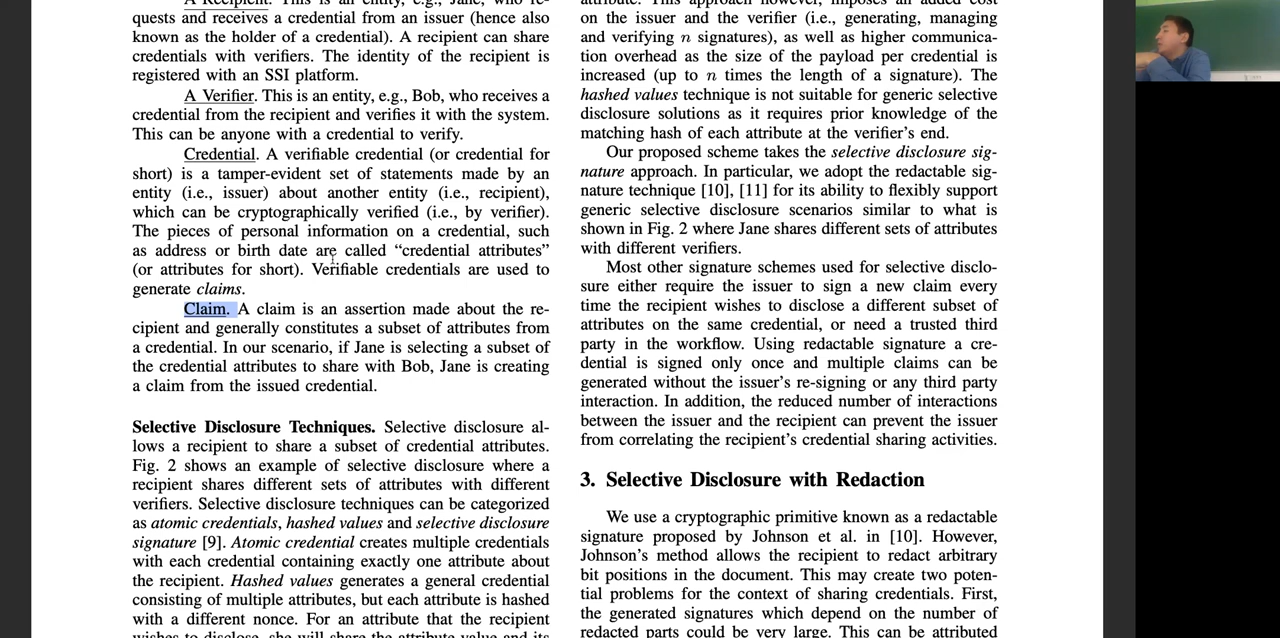 A Recipient. This is an entity, e.g., Jane, who re-
quests and receives a credential from an issuer (hence also
known as the holder of a credential). A recipient can share
credentials with verifiers. The identity of the recipient is
registered with an SSI platform.
A Verifier. This is an entity, e.g., Bob, who receives a
credential from the recipient and verifies it with the system.
This can be anyone with a credential to verify.
Credential. A verifiable credential (or credential for
short) is a tamper-evident set of statements made by an
entity (i.e., issuer) about another entity (i.e., recipient),
which can be cryptographically verified (i.e., by verifier).
The pieces of personal information on a credential, such
as address or birth date are called “credential attributes”
(or attributes for short). Verifiable credentials are used to
generate claims.
Claim. A claim is an assertion made about the re-
cipient and generally constitutes a subset of attributes from
a credential. In our scenario, if Jane is selecting a subset of
the credential attributes to share with Bob, Jane is creating
a claim from the issued credential.
Selective Disclosure Techniques. Selective disclosure al-
lows a recipient to share a subset of credential attributes.
Fig. 2 shows an example of selective disclosure where a
recipient shares different sets of attributes with different
verifiers. Selective disclosure techniques can be categorized
as atomic credentials, hashed values and selective disclosure
signature [9]. Atomic credential creates multiple credentials
with each credential containing exactly one attribute about
the recipient. Hashed values generates a general credential
consisting of multiple attributes, but each attribute is hashed
with a different nonce. For an attribute that the recipient
wishes to disclose, she will share the attribute value and its
attribute. This approach however, imposes an added cost
on the issuer and the verifier (i.e., generating, managing
and verifying n signatures), as well as higher communica-
tion overhead as the size of the payload per credential is
increased (up to n times the length of a signature). The
hashed values technique is not suitable for generic selective
disclosure solutions as it requires prior knowledge of the
matching hash of each attribute at the verifier's end.
Our proposed scheme takes the selective disclosure sig-
nature approach. In particular, we adopt the redactable sig-
nature technique [10], [11] for its ability to flexibly support
generic selective disclosure scenarios similar to what is
shown in Fig. 2 where Jane shares different sets of attributes
with different verifiers.
Most other signature schemes used for selective disclo-
sure either require the issuer to sign a new claim every
time the recipient wishes to disclose a different subset of
attributes on the same credential, or need a trusted third
party in the workflow. Using redactable signature a cre-
dential is signed only once and multiple claims can be
generated without the issuer's re-signing or any third party
interaction. In addition, the reduced number of interactions
between the issuer and the recipient can prevent the issuer
from correlating the recipient's credential sharing activities.
3. Selective Disclosure with Redaction
We use a cryptographic primitive known as a redactable
signature proposed by Johnson et al. in [10]. However,
Johnson's method allows the recipient to redact arbitrary
bit positions in the document. This may create two poten-
tial problems for the context of sharing credentials. First,
the generated signatures which depend on the number of
redacted parts could be very large. This can be attributed